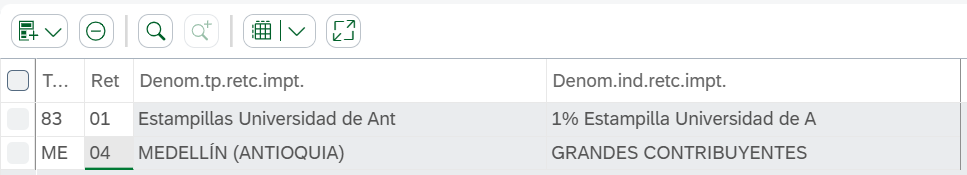 T... Ret Denom.tp.retc.impt. Denom.ind.retc.impt.
83 01 Estampillas Universidad de Ant 1% Estampilla Universidad de A
ME 04 MEDELLÍN (ANTIOQUIA) GRANDES CONTRIBUYENTES